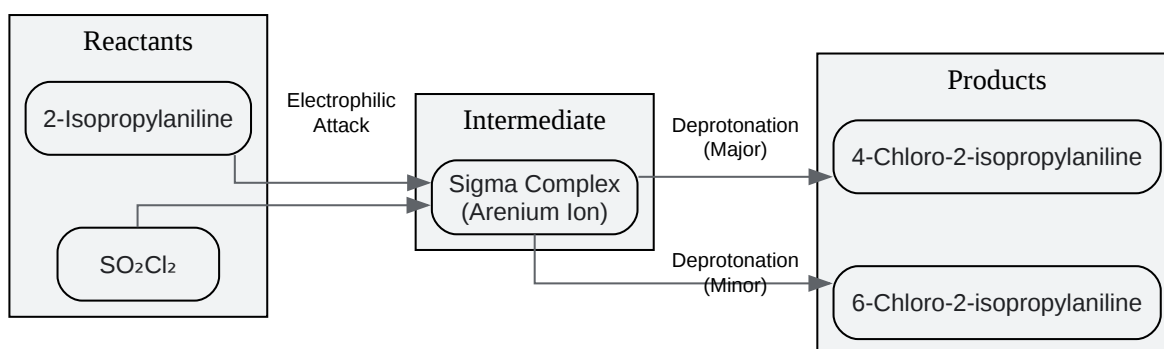 Reactants
2-Isopropylaniline
SO₂Cl₂
Electrophilic
Attack
Intermediate
Sigma Complex
(Arenium Ion)
Deprotonation
(Major)
Deprotonation
(Minor)
Products
4-Chloro-2-isopropylaniline
6-Chloro-2-isopropylaniline